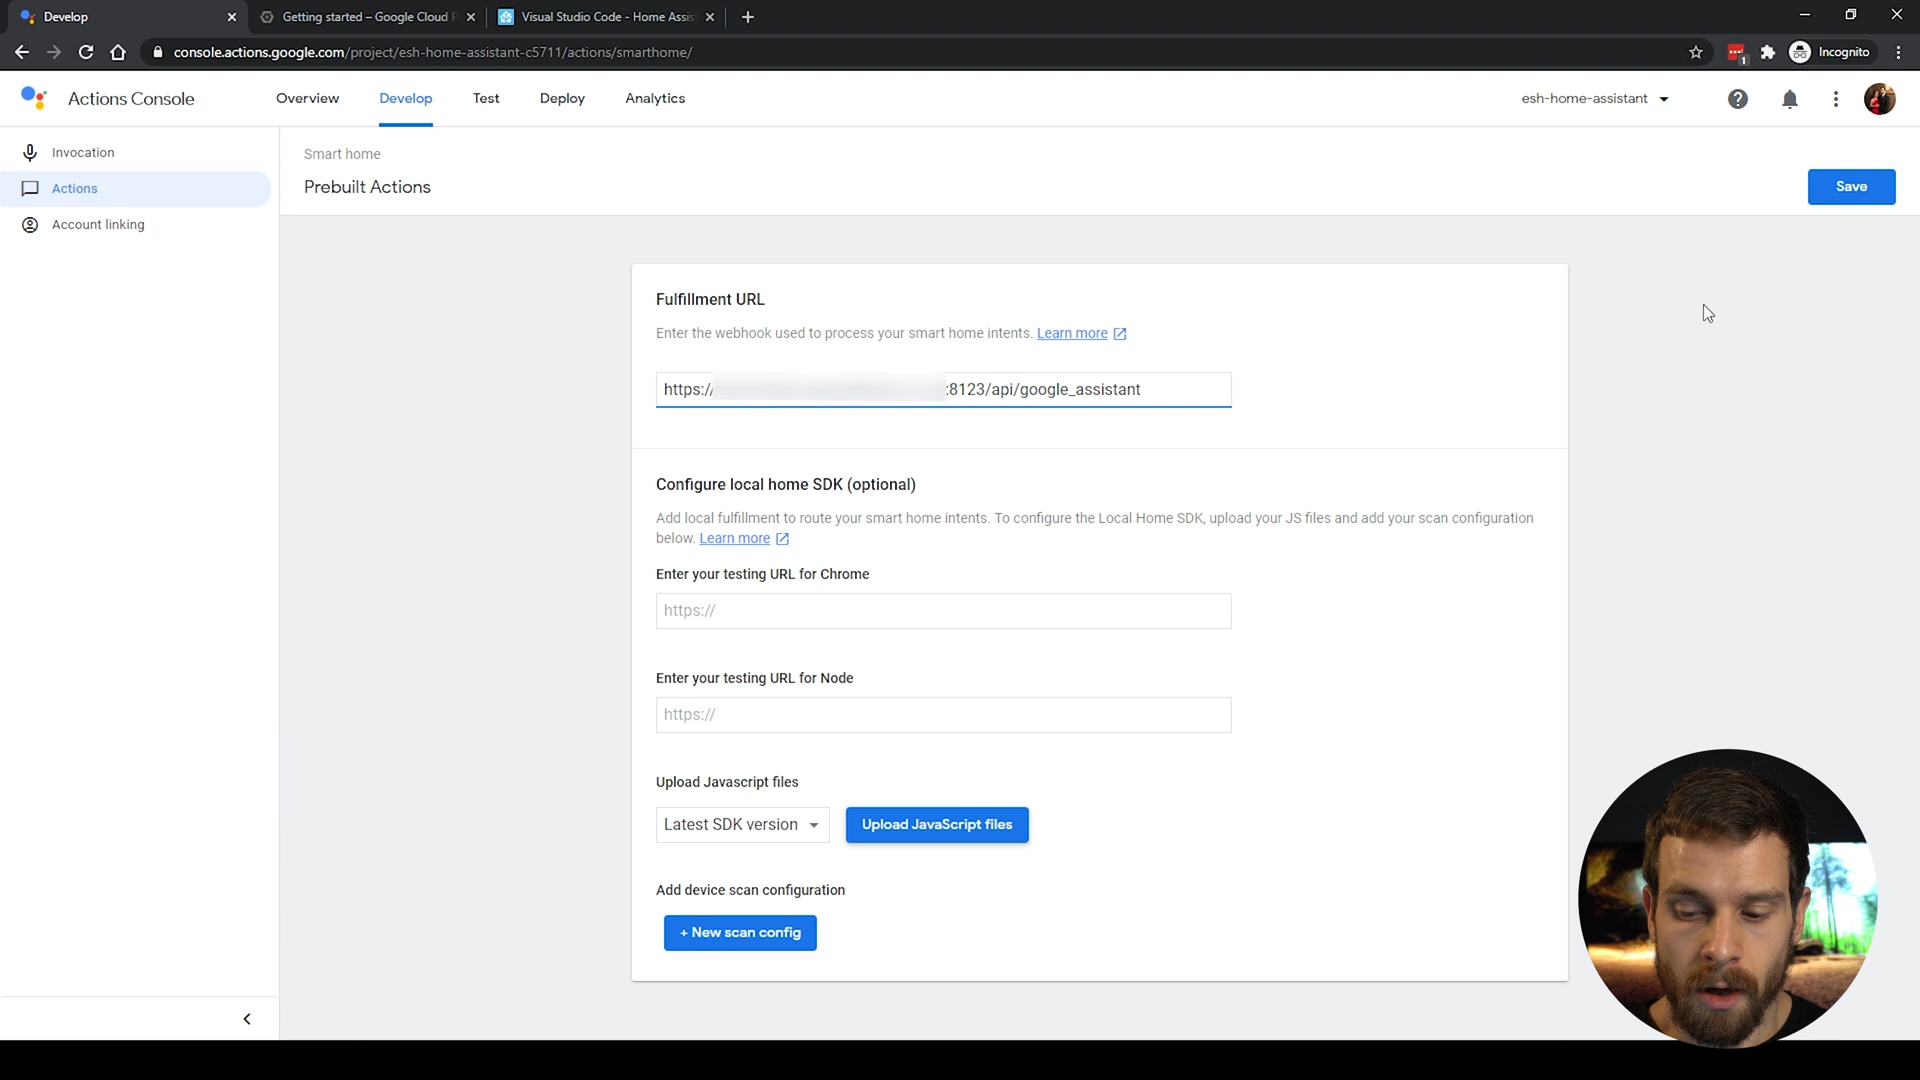 Develop
Getting started – Google Cloud P
Visual Studio Code - Home Assis
console.actions.google.com/project/esh-home-assistant-c5711/actions/smarthome/
1
Incognito
Actions Console
Overview
Develop
Test
Deploy
Analytics
esh-home-assistant
Invocation
Actions
Account linking
Smart home
Prebuilt Actions
Save
Fulfillment URL
Enter the webhook used to process your smart home intents. Learn more
https:// :8123/api/google_assistant
Configure local home SDK (optional)
Add local fulfillment to route your smart home intents. To configure the Local Home SDK, upload your JS files and add your scan configuration
below. Learn more
Enter your testing URL for Chrome
https://
Enter your testing URL for Node
https://
Upload Javascript files
Latest SDK version
Upload JavaScript files
Add device scan configuration
+ New scan config